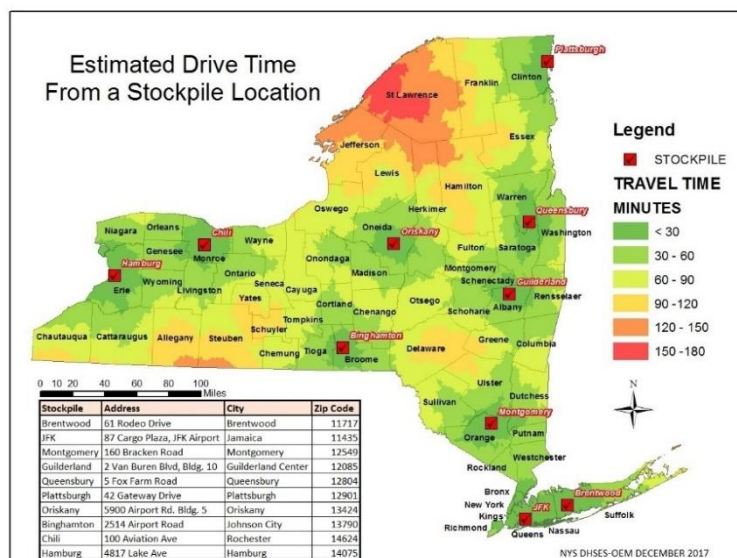 Estimated Drive Time
From a Stockpile Location
Plattsburgh
Clinton
Franklin
St Lawrence
Essex
Jefferson
Lewis
Hamilton
Warren
Oswego
Herkimer
Oneida
Oriskany
Queensbury
Washington
Fulton
Saratoga
Niagara
Orleans
Chili
Genesee
Monroe
Wayne
Hamburg
Erie
Wyoming
Livingston
Ontario
Seneca
Cayuga
Yates
Onondaga
Madison
Montgomery
Schenectady
Guilderland
Rensselaer
Otsego
Schoharie
Albany
Cortland
Chenango
Tompkins
Schuyler
Chautauqua
Cattaraugus
Allegany
Steuben
Chemung
Tioga
Binghamton
Broome
Delaware
Greene
Columbia
Ulster
Sullivan
Dutchess
Montgomery
Orange
Putnam
Rockland
Westchester
Bronx
New York
Kings
Richmond
JFK
Queens
Nassau
Brentwood
Suffolk
Legend
STOCKPILE
TRAVEL TIME
MINUTES
< 30
30 - 60
60 - 90
90 -120
120 - 150
150 -180
N
0 10 20 40 60 80 100
Miles
Stockpile Address City Zip Code
Brentwood 61 Rodeo Drive Brentwood 11717
JFK 87 Cargo Plaza, JFK Airport Jamaica 11435
Montgomery 160 Bracken Road Montgomery 12549
Guilderland 2 Van Buren Blvd, Bldg. 10 Guilderland Center 12085
Queensbury 5 Fox Farm Road Queensbury 12804
Plattsburgh 42 Gateway Drive Plattsburgh 12901
Oriskany 5900 Airport Rd. Bldg. 5 Oriskany 13424
Binghamton 2514 Airport Road Johnson City 13790
Chili 100 Aviation Ave Rochester 14624
Hamburg 4817 Lake Ave Hamburg 14075
NYS DHSES-OEM DECEMBER 2017